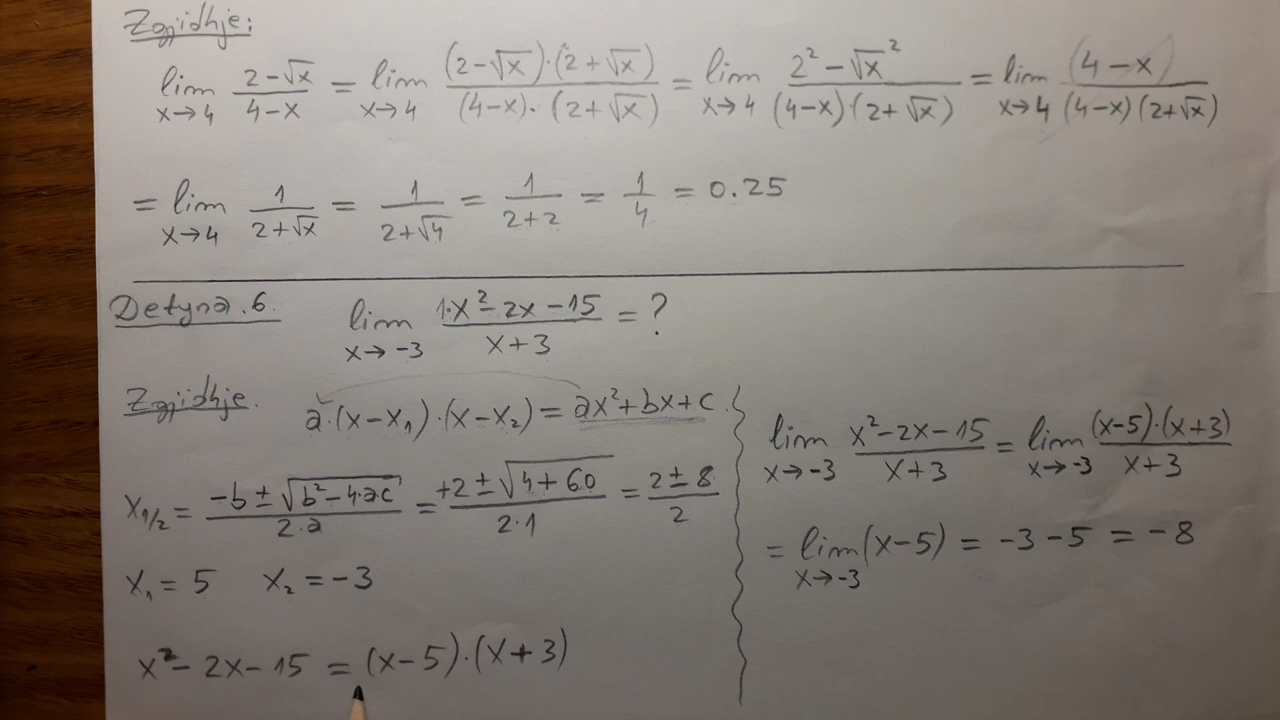 Zgjidhje:
lim x→4 (2-√x)/(4-x) = lim x→4 ((2-√x)·(2+√x))/((4-x)·(2+√x)) = lim x→4 (2²-√x²)/((4-x)·(2+√x)) = lim x→4 (4-x)/((4-x)(2+√x))
= lim x→4 1/(2+√x) = 1/(2+√4) = 1/(2+2) = 1/4 = 0.25
Detyra.6. lim x→-3 (1·x²-2x-15)/(x+3) = ?
Zgjidhje.
a·(x-x₁)·(x-x₂) = ax²+bx+c
x₁/₂ = (-b±√(b²-4·ac))/(2·a) = (+2±√(4+60))/(2·1) = (2±8)/2
x₁=5 x₂=-3
x²-2x-15 = (x-5)·(x+3)
lim x→-3 (x²-2x-15)/(x+3) = lim x→-3 ((x-5)·(x+3))/(x+3)
= lim x→-3 (x-5) = -3-5 = -8